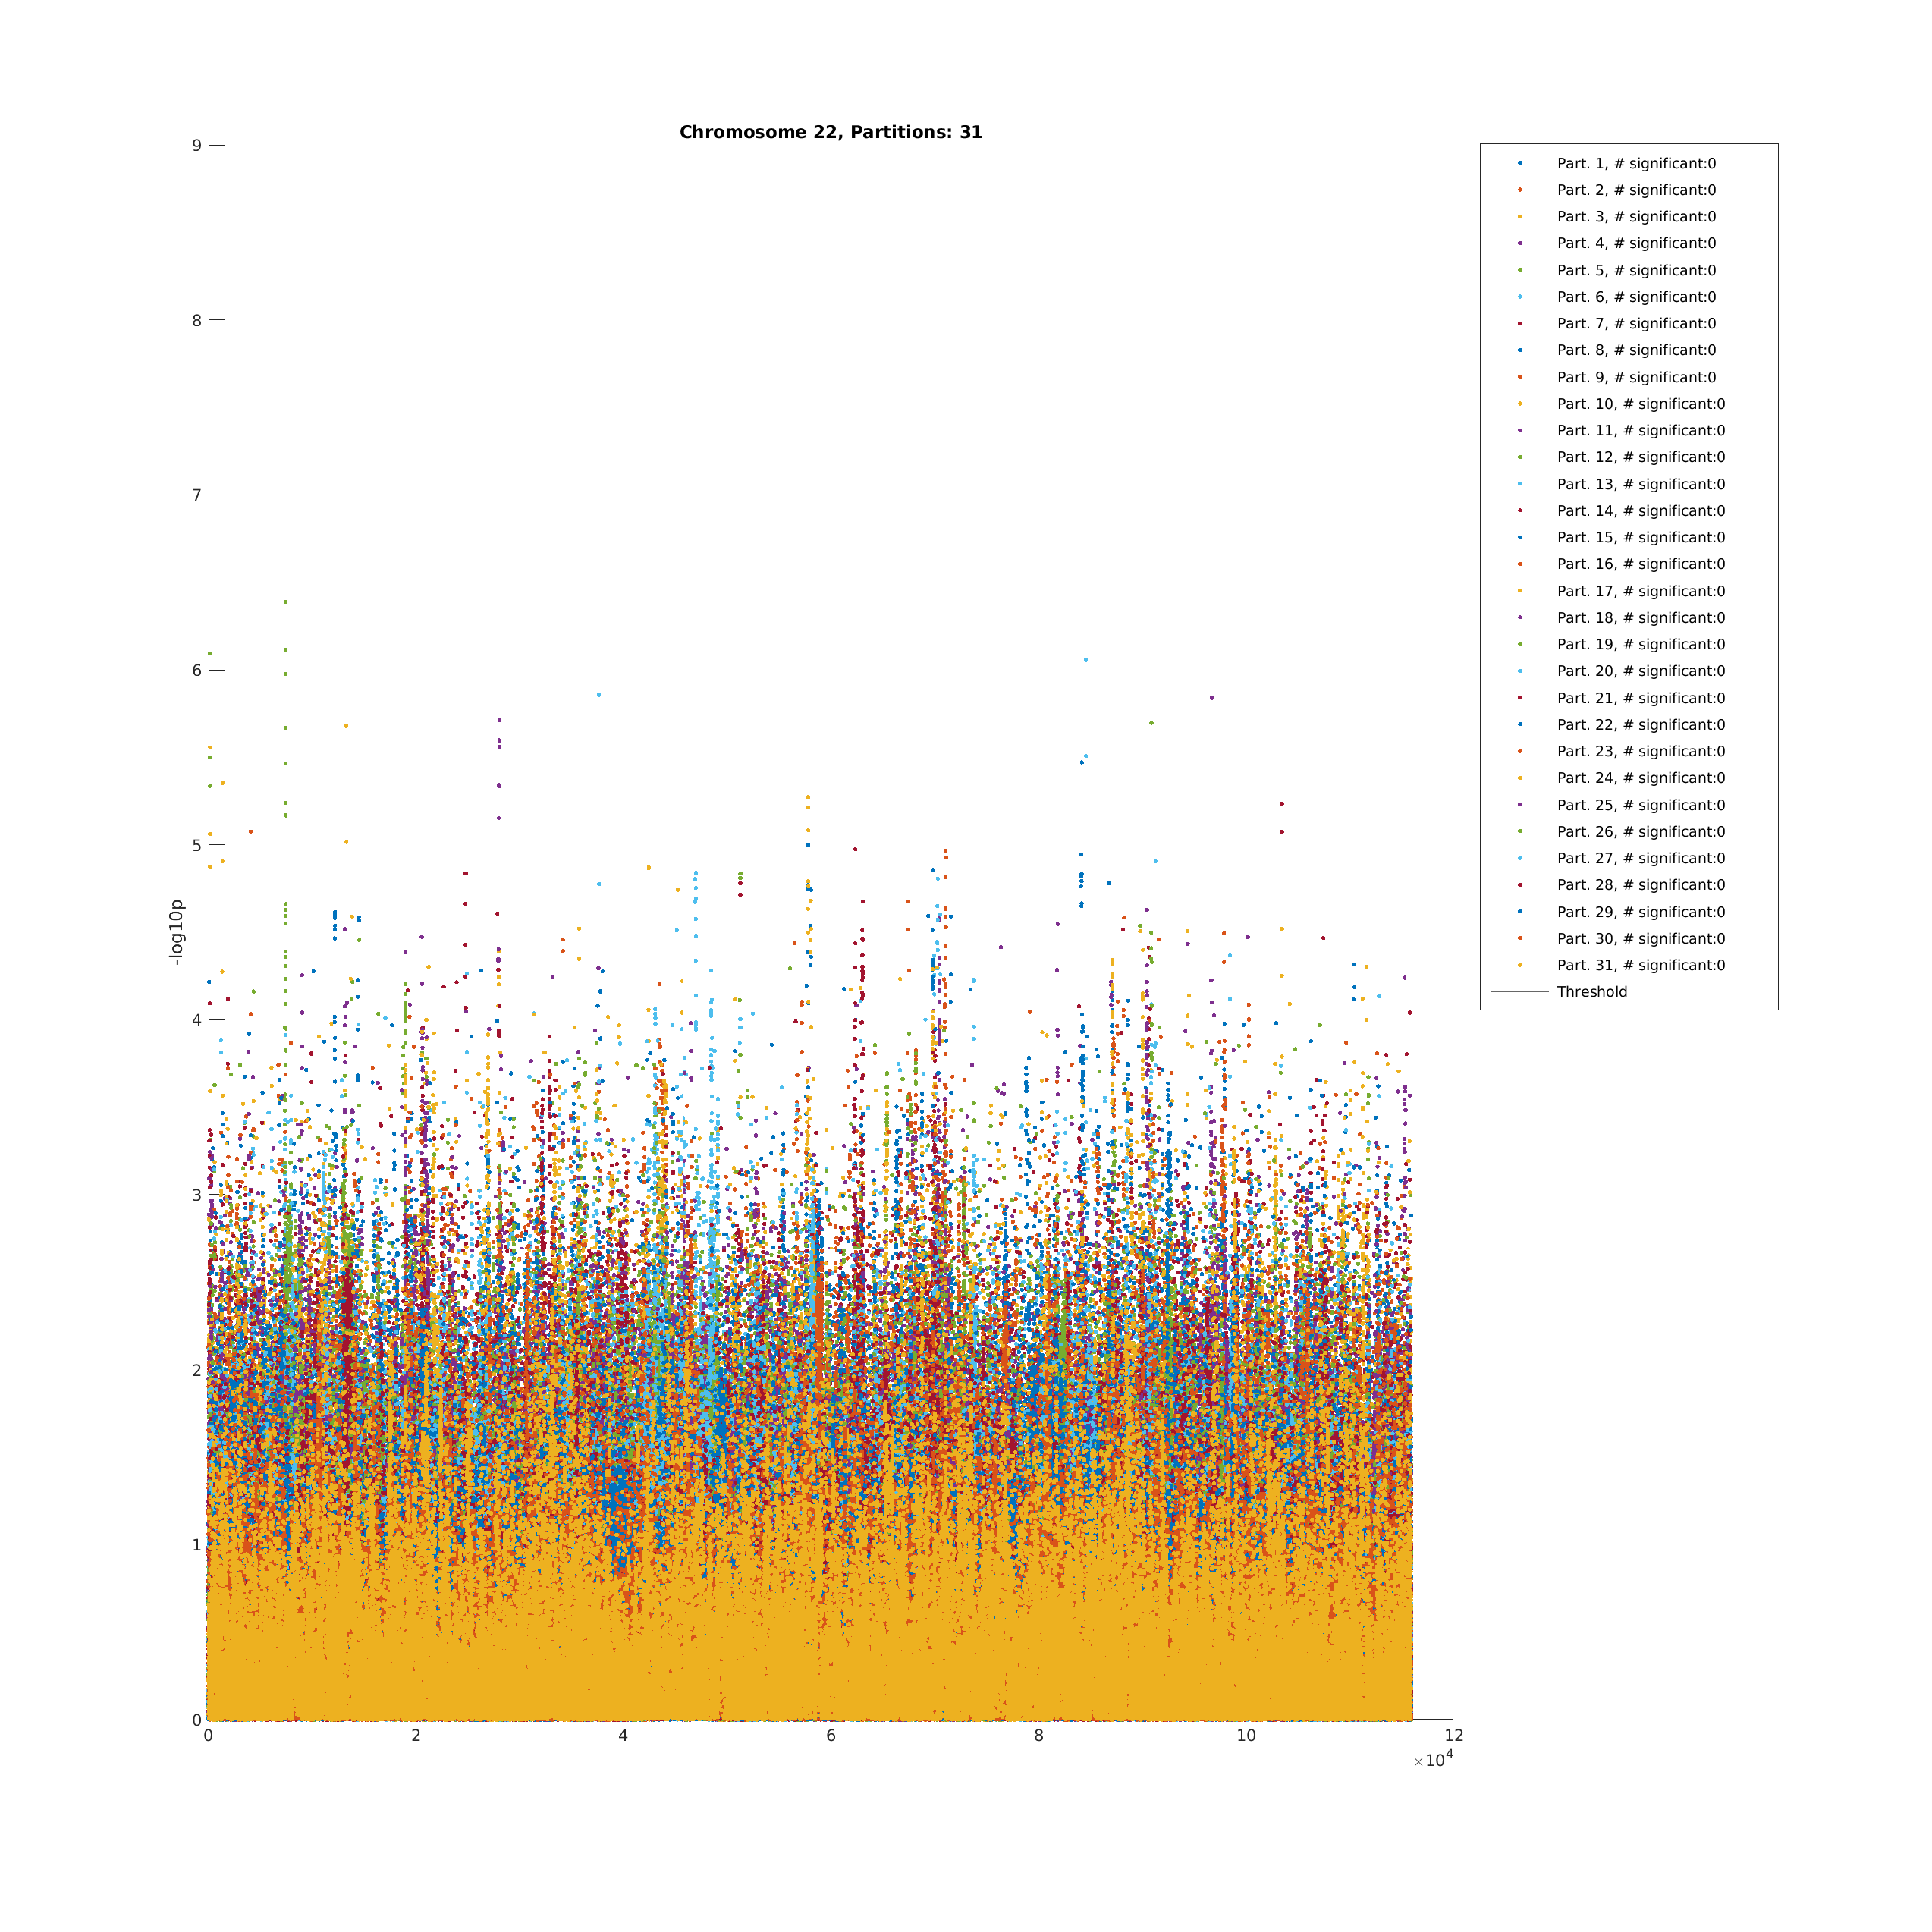 Chromosome 22, Partitions: 31
9
8
7
6
5
4
3
2
1
0
-log10p
0 2 4 6 8 10 12
×10^4
Part. 1, # significant:0
Part. 2, # significant:0
Part. 3, # significant:0
Part. 4, # significant:0
Part. 5, # significant:0
Part. 6, # significant:0
Part. 7, # significant:0
Part. 8, # significant:0
Part. 9, # significant:0
Part. 10, # significant:0
Part. 11, # significant:0
Part. 12, # significant:0
Part. 13, # significant:0
Part. 14, # significant:0
Part. 15, # significant:0
Part. 16, # significant:0
Part. 17, # significant:0
Part. 18, # significant:0
Part. 19, # significant:0
Part. 20, # significant:0
Part. 21, # significant:0
Part. 22, # significant:0
Part. 23, # significant:0
Part. 24, # significant:0
Part. 25, # significant:0
Part. 26, # significant:0
Part. 27, # significant:0
Part. 28, # significant:0
Part. 29, # significant:0
Part. 30, # significant:0
Part. 31, # significant:0
Threshold